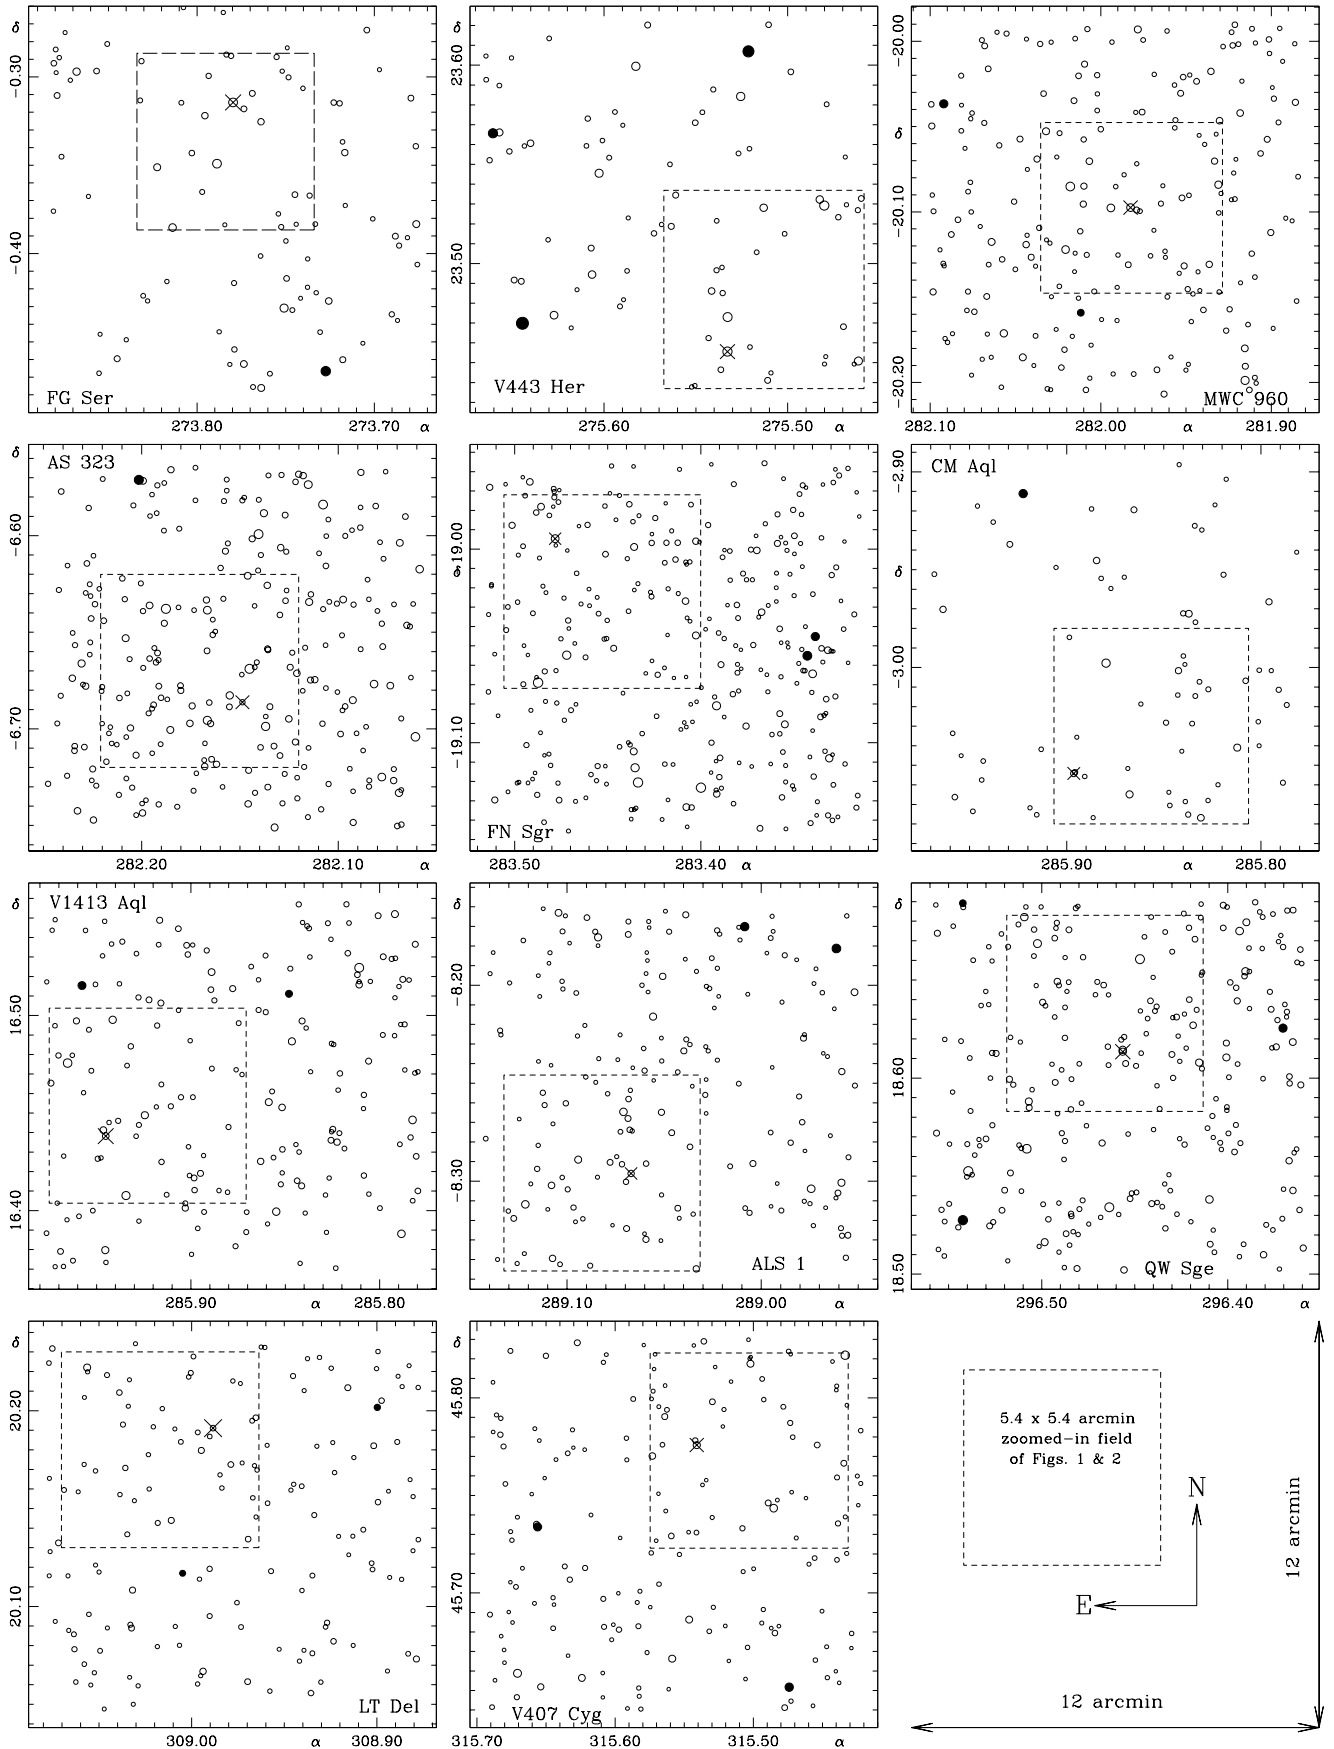 δ
−0.30
−0.40
FG Ser
273.80
273.70
α
δ
23.60
23.50
V443 Her
275.60
275.50
α
−20.00
δ
−20.10
−20.20
MWC 960
282.10
282.00
α
281.90
δ
AS 323
−6.60
−6.70
282.20
282.10
α
−19.00
δ
−19.10
FN Sgr
283.50
283.40
α
CM Aql
−2.90
δ
−3.00
285.90
α
285.80
δ
V1413 Aql
16.50
16.40
285.90
α
285.80
δ
−8.20
−8.30
ALS 1
289.10
α
289.00
δ
18.60
18.50
QW Sge
296.50
296.40
α
δ
20.20
20.10
LT Del
309.00
α
308.90
δ
45.80
45.70
V407 Cyg
315.70
315.60
315.50
α
5.4 x 5.4 arcmin
zoomed−in field
of Figs. 1 & 2
N
E
12 arcmin
12 arcmin